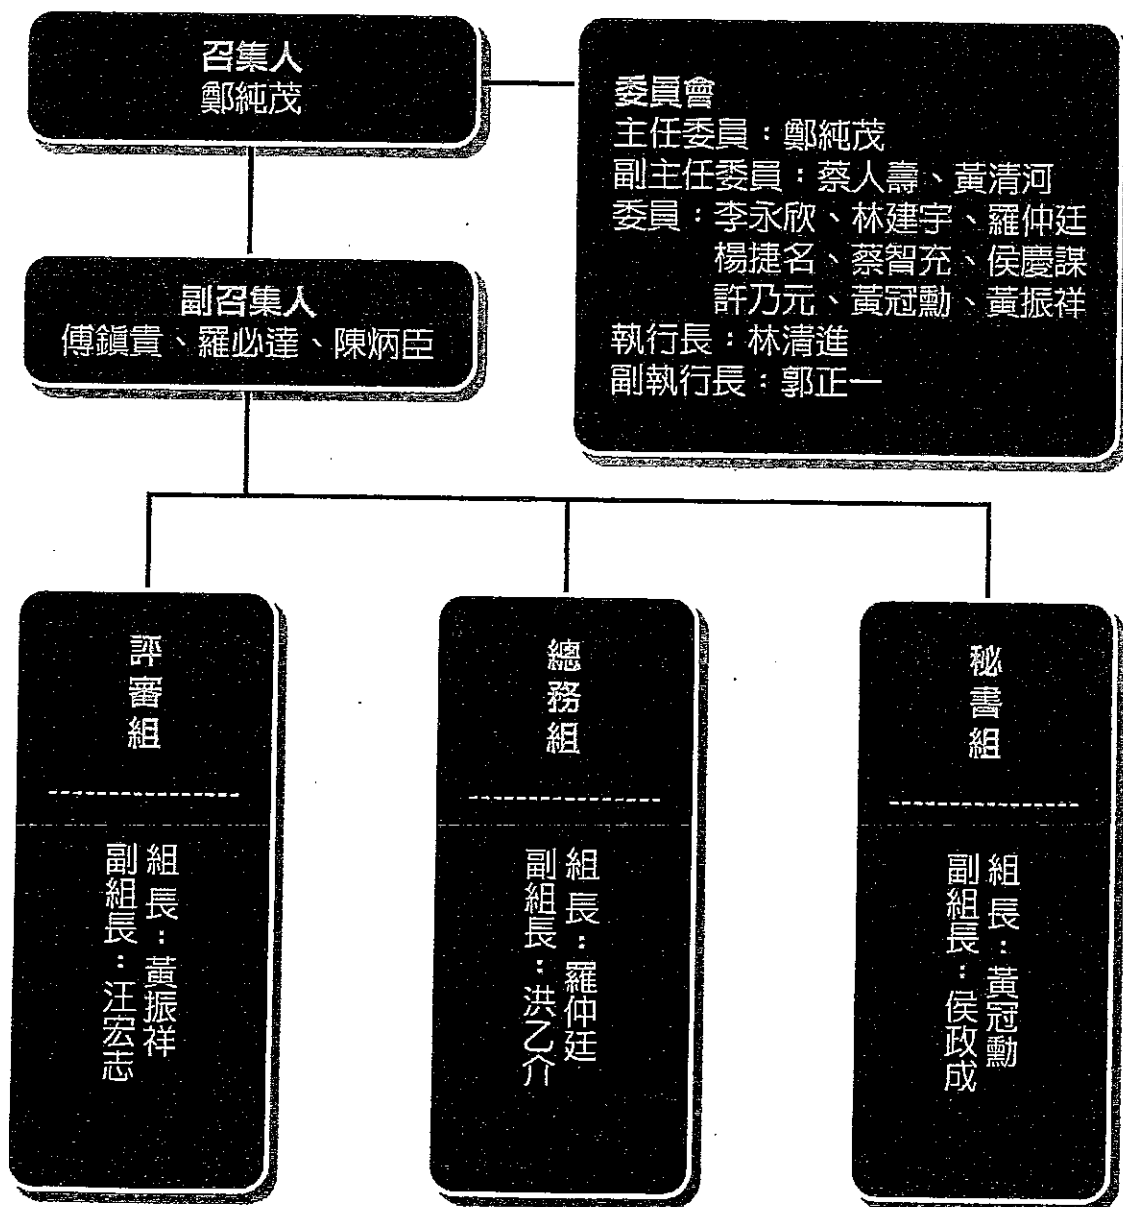 召集人
鄭純茂
委員會
主任委員：鄭純茂
副主任委員：蔡人壽、黃清河
委員：李永欣、林建宇、羅仲廷
楊捷名、蔡智充、侯慶謀
許乃元、黃冠勳、黃振祥
執行長：林清進
副執行長：郭正一
副召集人
傅鎭貴、羅必達、陳炳臣
評審組
組長：黃振祥
副組長：汪宏志
總務組
組長：羅仲廷
副組長：洪乙介
秘書組
組長：黃冠勳
副組長：侯政成